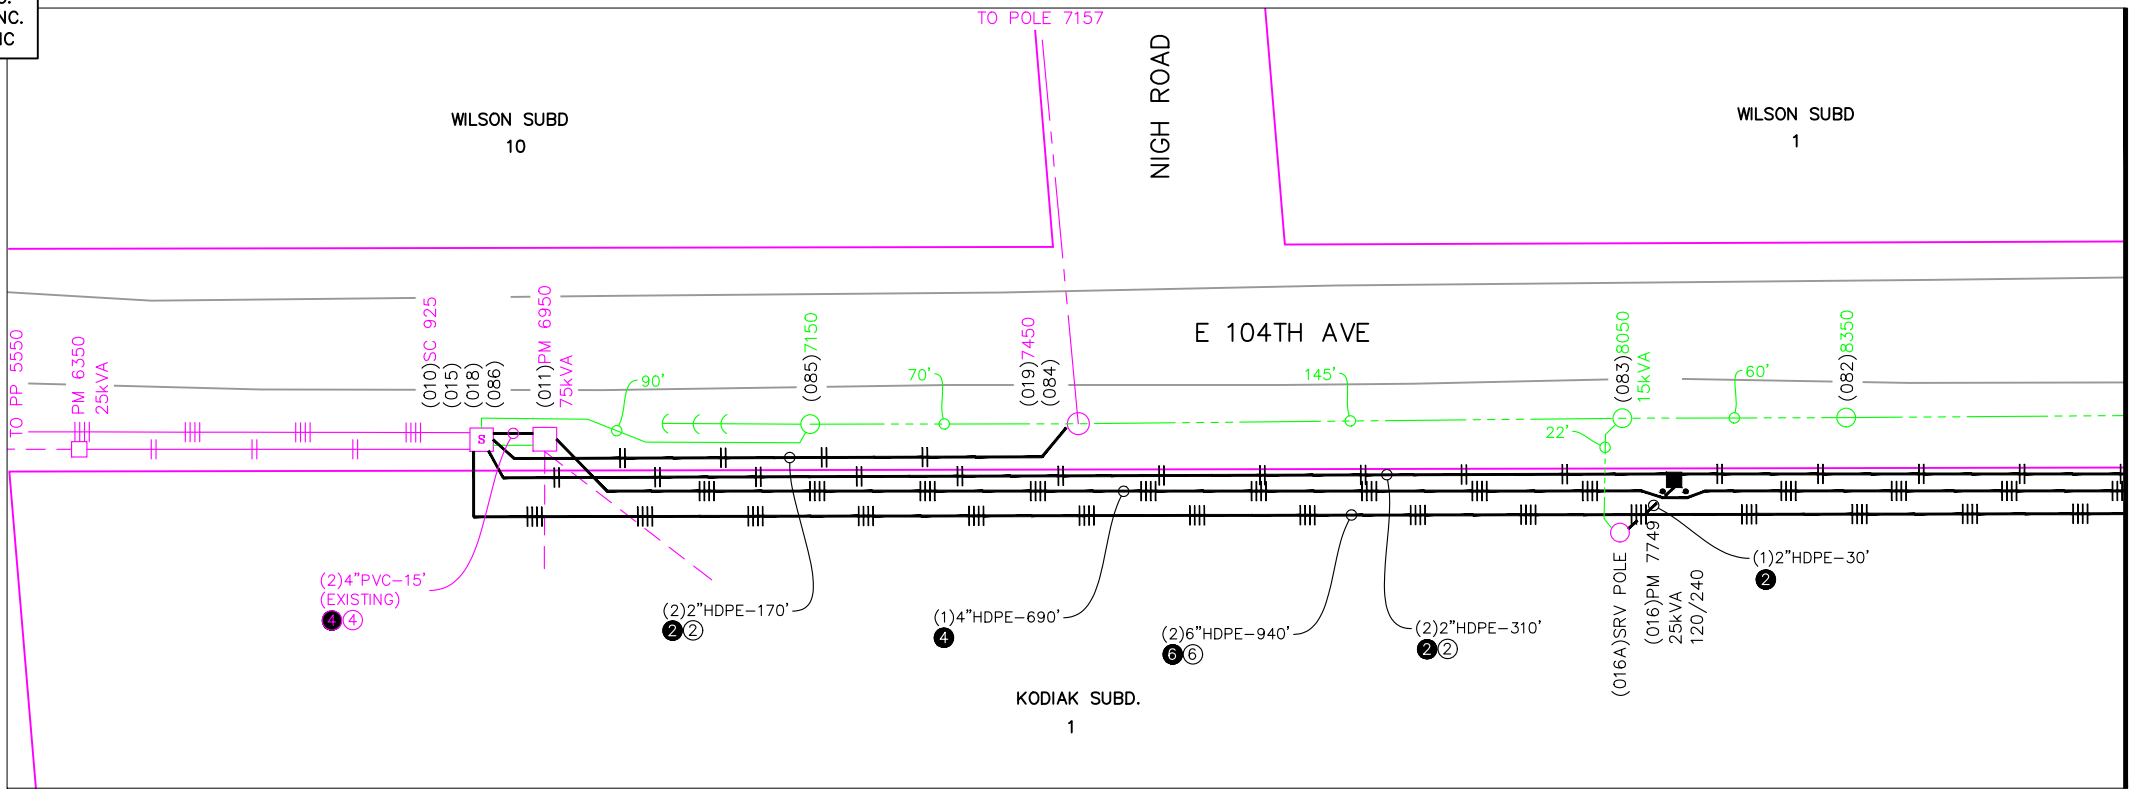 NC.
IC
TO POLE 7157
NIGH ROAD
WILSON SUBD
10
WILSON SUBD
1
E 104TH AVE
TO PP 5550
PM 6350
25kVA
(010)SC 925
(015)
(018)
(086)
(011)PM 6950
75kVA
90'
(085)7150
70'
(019)7450
(084)
145'
(083)8050
15kVA
60'
(082)8350
22'
S
(2)4"PVC-15'
(EXISTING)
4 4
(2)2"HDPE-170'
2 2
(1)4"HDPE-690'
4
(2)6"HDPE-940'
6 6
(2)2"HDPE-310'
2 2
(016A)SRV POLE
(016)PM 7749
25kVA
120/240
(1)2"HDPE-30'
2
KODIAK SUBD.
1